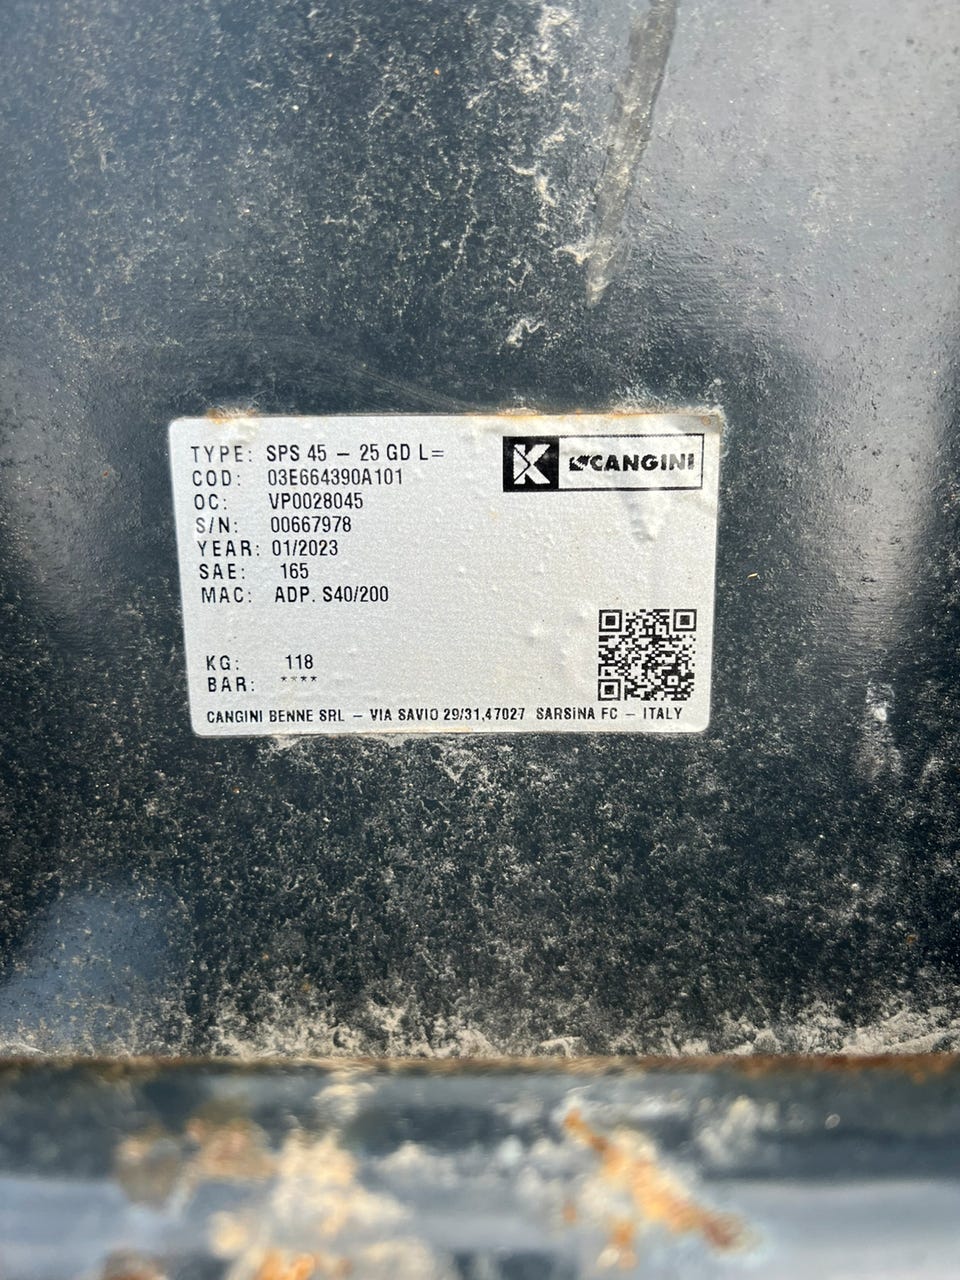 TYPE: SPS 45 – 25 GD L=
COD: 03E664390A101
OC: VP0028045
S/N: 00667978
YEAR: 01/2023
SAE: 165
MAC: ADP. S40/200
K CANGINI
KG: 118
BAR: ****
CANGINI BENNE SRL – VIA SAVIO 29/31,47027 SARSINA FC – ITALY